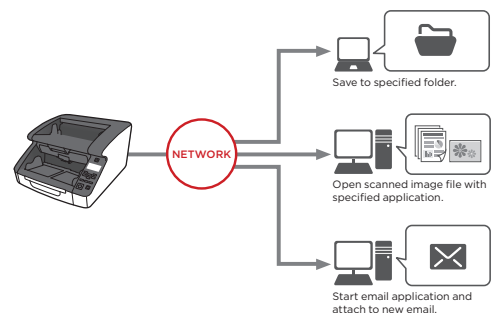 Save to specified folder.
NETWORK
Open scanned image file with
specified application.
Start email application and
attach to new email.